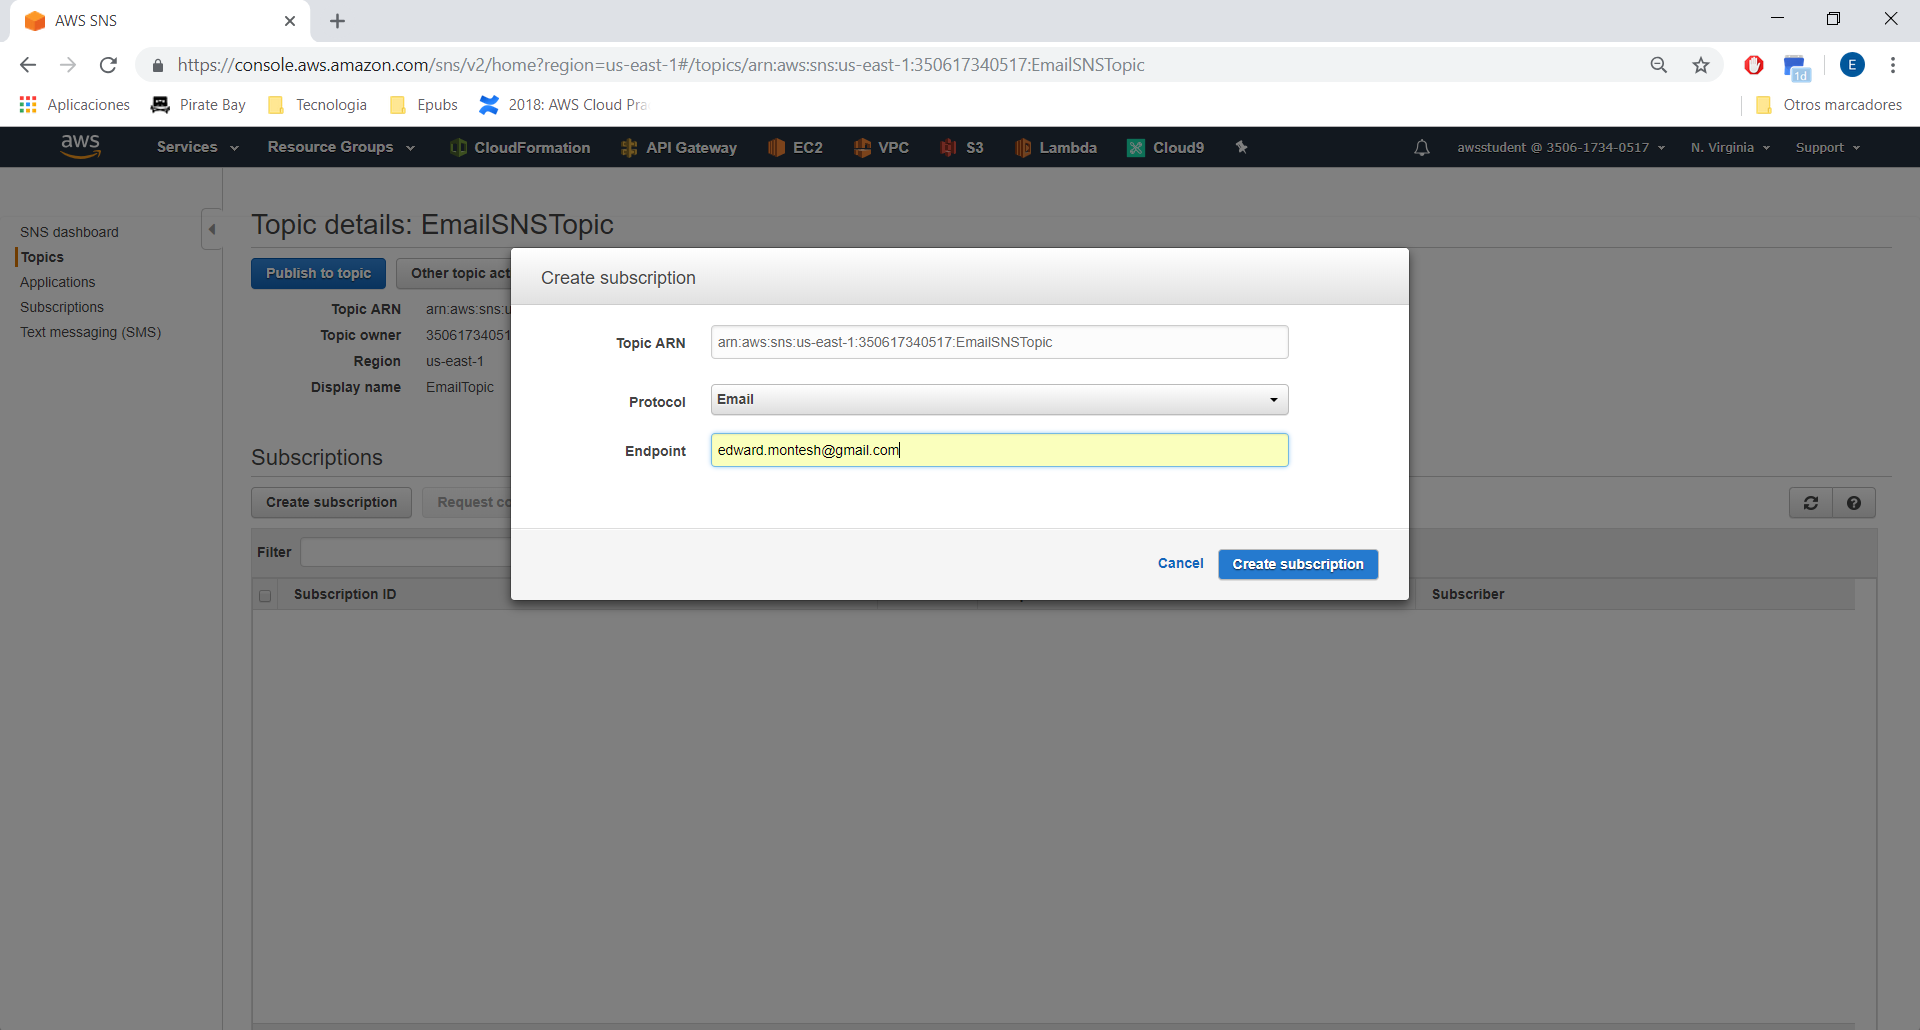 AWS SNS
https://console.aws.amazon.com/sns/v2/home?region=us-east-1#/topics/arn:aws:sns:us-east-1:350617340517:EmailSNSTopic
1d
E
Aplicaciones
Pirate Bay
Tecnologia
Epubs
2018: AWS Cloud Pra
Otros marcadores
aws
Services
Resource Groups
CloudFormation
API Gateway
EC2
VPC
S3
Lambda
Cloud9
awsstudent @ 3506-1734-0517
N. Virginia
Support
SNS dashboard
Topics
Applications
Subscriptions
Text messaging (SMS)
Topic details: EmailSNSTopic
Publish to topic
Other topic act
Topic ARN arn:aws:sns:u
Topic owner 35061734051
Region us-east-1
Display name EmailTopic
Subscriptions
Create subscription
Request co
Filter
Subscription ID
Subscriber
Create subscription
Topic ARN arn:aws:sns:us-east-1:350617340517:EmailSNSTopic
Protocol Email
Endpoint edward.montesh@gmail.com
Cancel
Create subscription